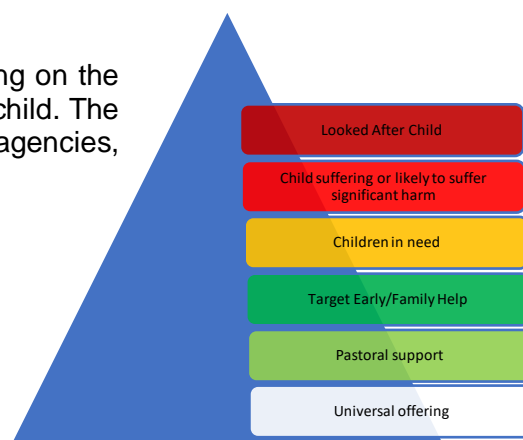 ng on the
child. The
agencies,
Looked After Child
Child suffering or likely to suffer
significant harm
Children in need
Target Early/Family Help
Pastoral support
Universal offering